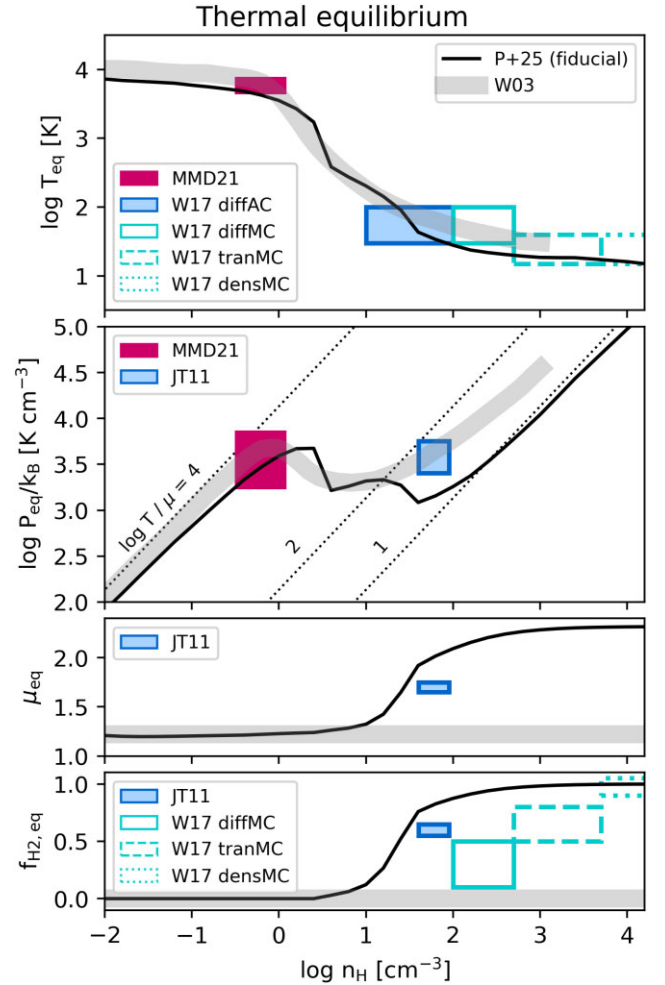 Thermal equilibrium
P+25 (fiducial)
W03
MMD21
W17 diffAC
W17 diffMC
W17 tranMC
W17 densMC
log T_eq [K]
4
3
2
1
MMD21
JT11
log T / μ = 4
2
1
log P_eq/k_B [K cm⁻³]
5.0
4.5
4.0
3.5
3.0
2.5
2.0
JT11
μ_eq
2.0
1.5
1.0
JT11
W17 diffMC
W17 tranMC
W17 densMC
f_H2, eq
1.0
0.5
0.0
−2 −1 0 1 2 3 4
log n_H [cm⁻³]